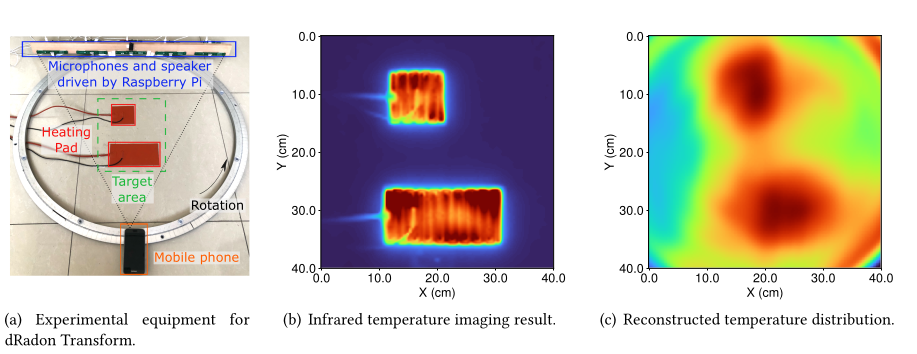 Microphones and speaker
driven by Raspberry Pi
Heating
Pad
Target
area
Rotation
Mobile phone
0.0
10.0
20.0
30.0
40.0
Y (cm)
0.0 10.0 20.0 30.0 40.0
X (cm)
0.0
10.0
20.0
30.0
40.0
Y (cm)
0.0 10.0 20.0 30.0 40.0
X (cm)
(a) Experimental equipment for
dRadon Transform.
(b) Infrared temperature imaging result.
(c) Reconstructed temperature distribution.